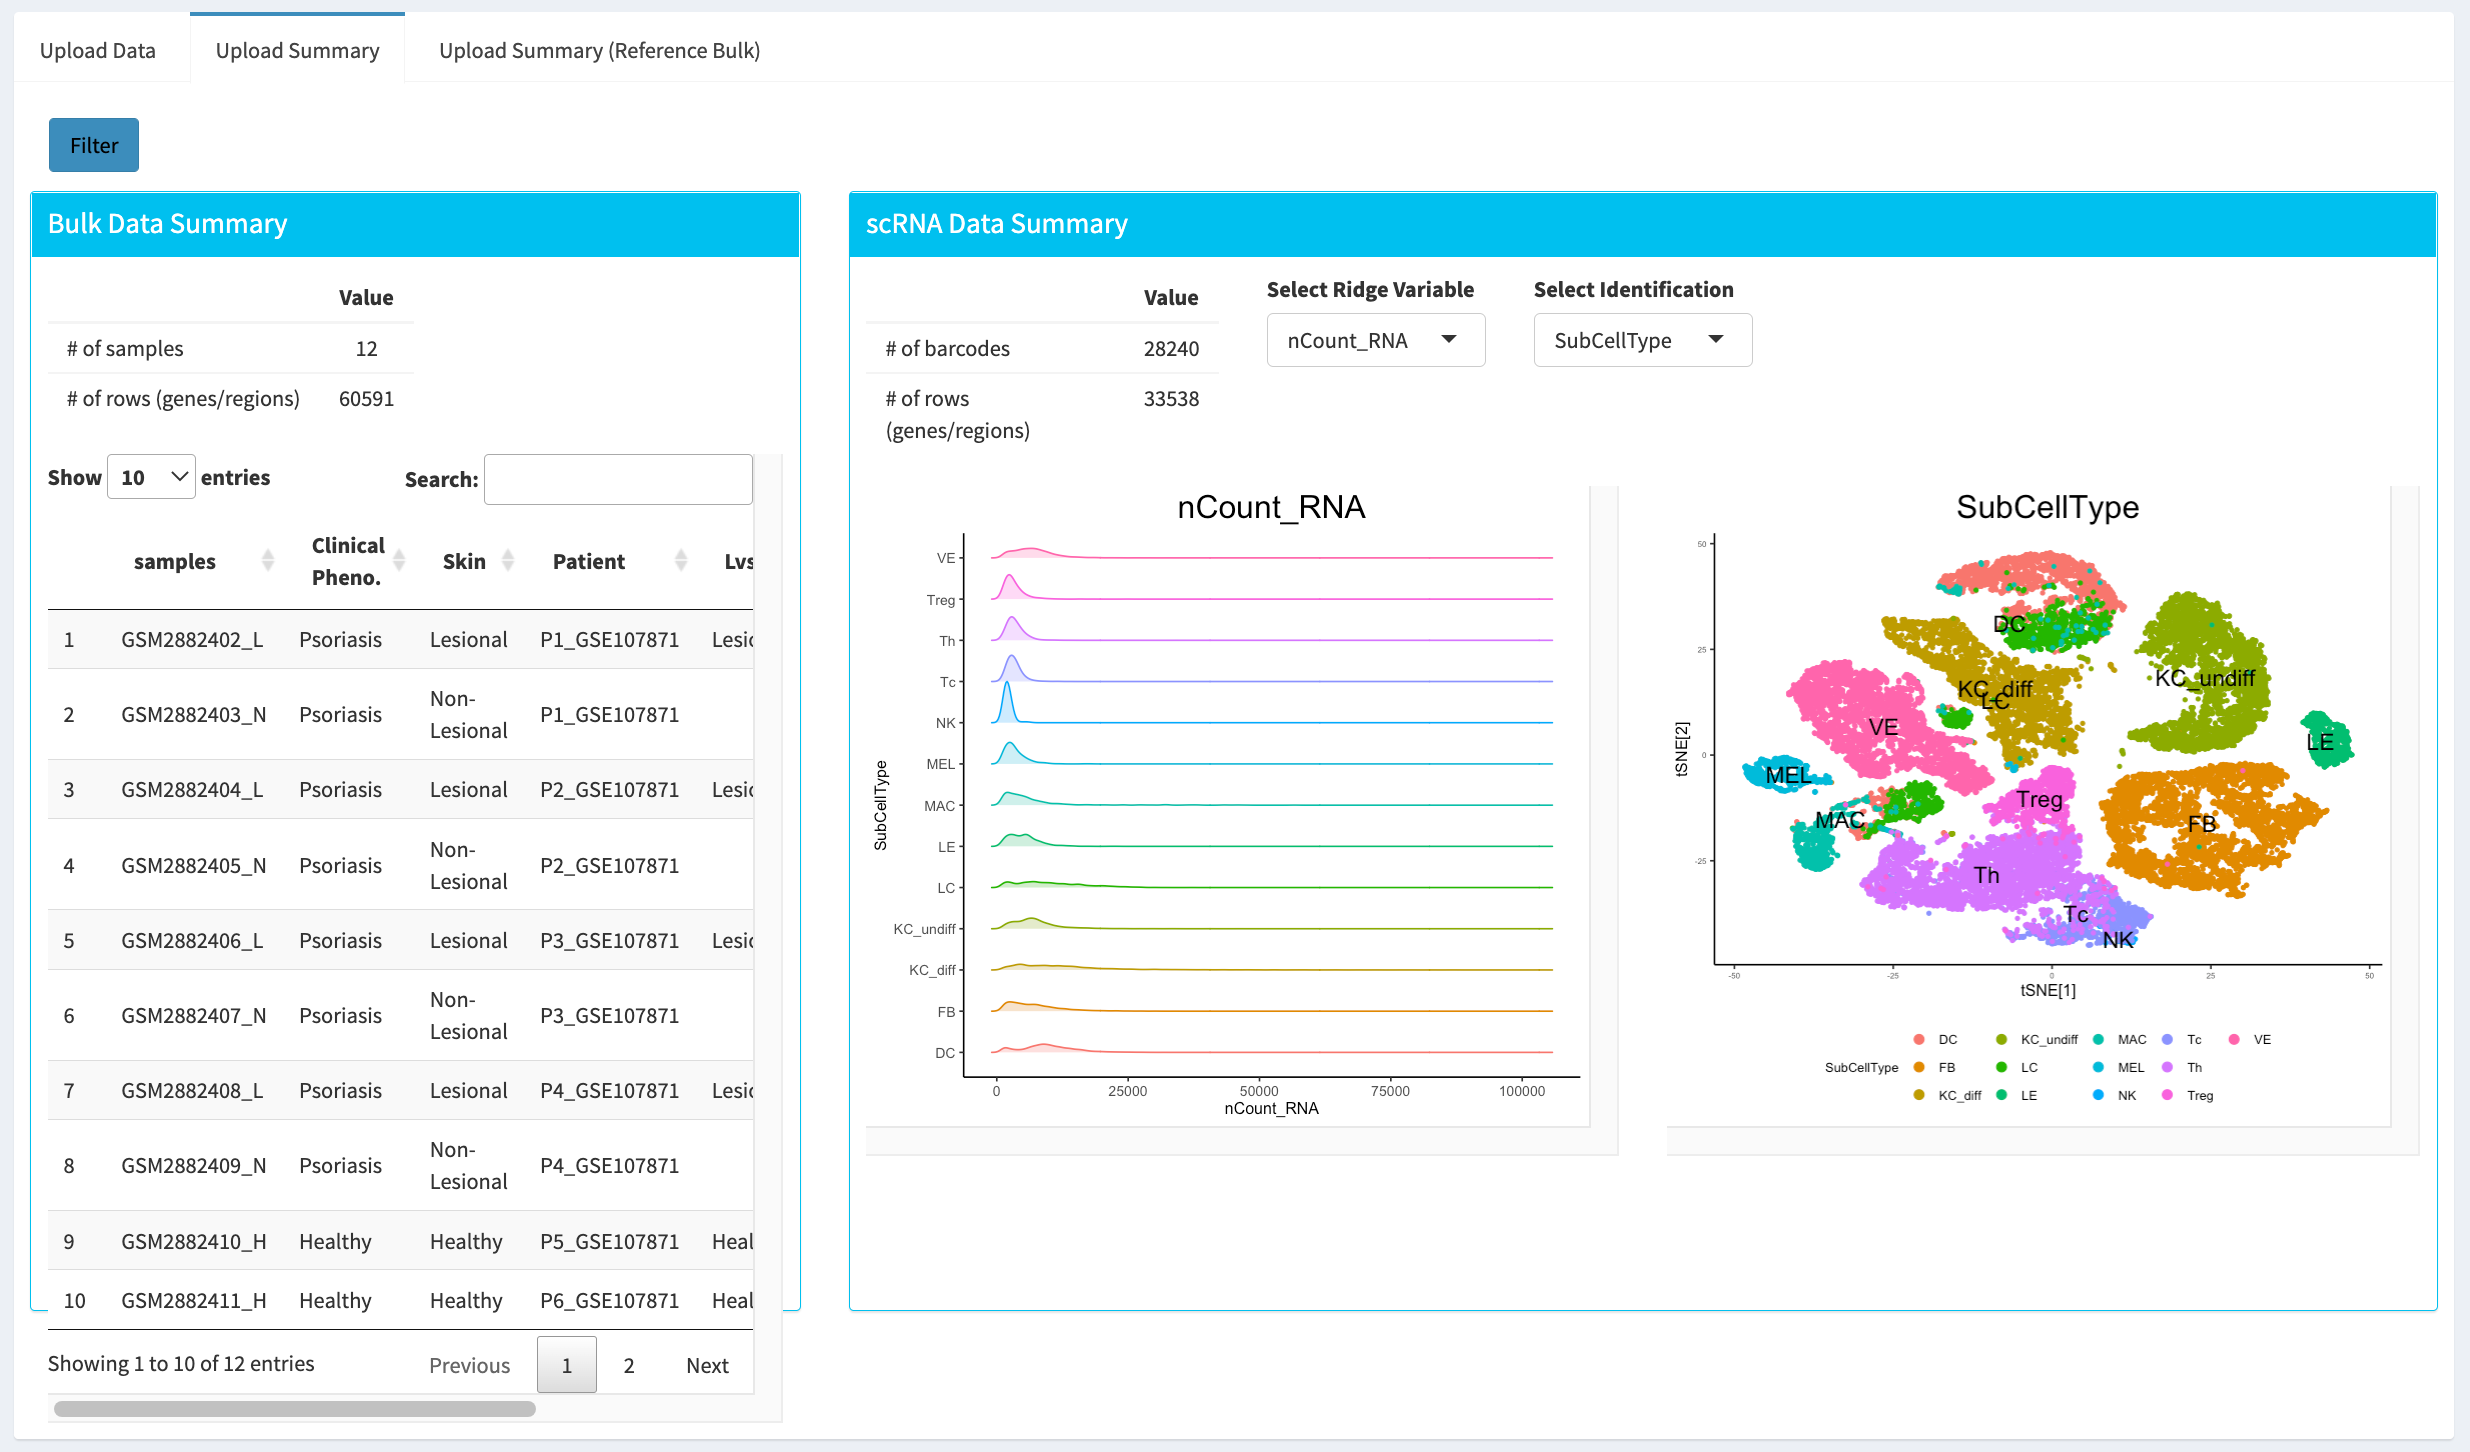 Upload Data
Upload Summary
Upload Summary (Reference Bulk)
Filter
Bulk Data Summary
Value
# of samples 12
# of rows (genes/regions) 60591
Show 10 entries
Search:
samples Clinical Pheno. Skin Patient Lvs
1 GSM2882402_L Psoriasis Lesional P1_GSE107871 Lesio
2 GSM2882403_N Psoriasis Non-Lesional P1_GSE107871
3 GSM2882404_L Psoriasis Lesional P2_GSE107871 Lesio
4 GSM2882405_N Psoriasis Non-Lesional P2_GSE107871
5 GSM2882406_L Psoriasis Lesional P3_GSE107871 Lesio
6 GSM2882407_N Psoriasis Non-Lesional P3_GSE107871
7 GSM2882408_L Psoriasis Lesional P4_GSE107871 Lesio
8 GSM2882409_N Psoriasis Non-Lesional P4_GSE107871
9 GSM2882410_H Healthy Healthy P5_GSE107871 Heal
10 GSM2882411_H Healthy Healthy P6_GSE107871 Heal
Showing 1 to 10 of 12 entries
Previous 1 2 Next
scRNA Data Summary
Value
# of barcodes 28240
# of rows 33538
(genes/regions)
Select Ridge Variable
nCount_RNA
Select Identification
SubCellType
nCount_RNA
VE
Treg
Th
Tc
NK
MEL
MAC
LE
LC
KC_undiff
KC_diff
FB
DC
SubCellType
0 25000 50000 75000 100000
nCount_RNA
SubCellType
50
25
0
-25
tSNE[2]
DC
KC_undiff
KC_diff
LC
VE
LE
MEL
Treg
MAC
FB
Th
Tc
NK
-50 -25 0 25 50
tSNE[1]
DC KC_undiff MAC Tc VE
SubCellType FB LC MEL Th
KC_diff LE NK Treg